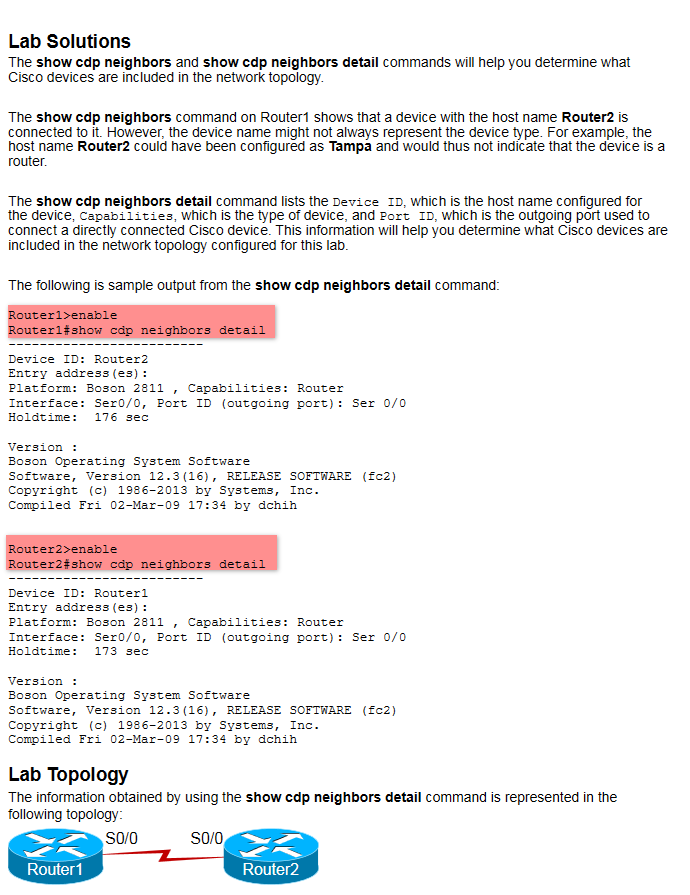 Lab Solutions
The show cdp neighbors and show cdp neighbors detail commands will help you determine what
Cisco devices are included in the network topology.
The show cdp neighbors command on Router1 shows that a device with the host name Router2 is
connected to it. However, the device name might not always represent the device type. For example, the
host name Router2 could have been configured as Tampa and would thus not indicate that the device is a
router.
The show cdp neighbors detail command lists the Device ID, which is the host name configured for
the device, Capabilities, which is the type of device, and Port ID, which is the outgoing port used to
connect a directly connected Cisco device. This information will help you determine what Cisco devices are
included in the network topology configured for this lab.
The following is sample output from the show cdp neighbors detail command:
Router1>enable
Router1#show cdp neighbors detail
-------------------------
Device ID: Router2
Entry address(es):
Platform: Boson 2811 , Capabilities: Router
Interface: Ser0/0, Port ID (outgoing port): Ser 0/0
Holdtime:  176 sec
Version :
Boson Operating System Software
Software, Version 12.3(16), RELEASE SOFTWARE (fc2)
Copyright (c) 1986-2013 by Systems, Inc.
Compiled Fri 02-Mar-09 17:34 by dchih
Router2>enable
Router2#show cdp neighbors detail
-------------------------
Device ID: Router1
Entry address(es):
Platform: Boson 2811 , Capabilities: Router
Interface: Ser0/0, Port ID (outgoing port): Ser 0/0
Holdtime:  173 sec
Version :
Boson Operating System Software
Software, Version 12.3(16), RELEASE SOFTWARE (fc2)
Copyright (c) 1986-2013 by Systems, Inc.
Compiled Fri 02-Mar-09 17:34 by dchih
Lab Topology
The information obtained by using the show cdp neighbors detail command is represented in the
following topology:
S0/0 S0/0
Router1 Router2